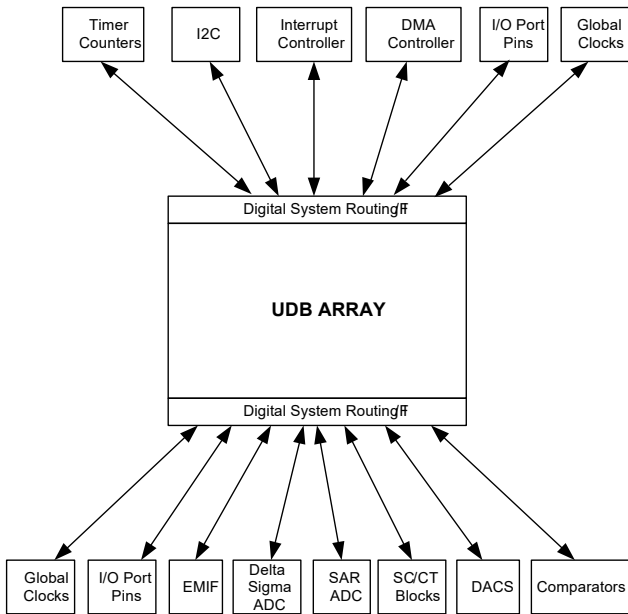 Timer
Counters
I2C
Interrupt
Controller
DMA
Controller
I/O Port
Pins
Global
Clocks
Digital System Routing I/F
UDB ARRAY
Digital System Routing I/F
Global
Clocks
I/O Port
Pins
EMIF
Delta
Sigma
ADC
SAR
ADC
SC/CT
Blocks
DACS
Comparators